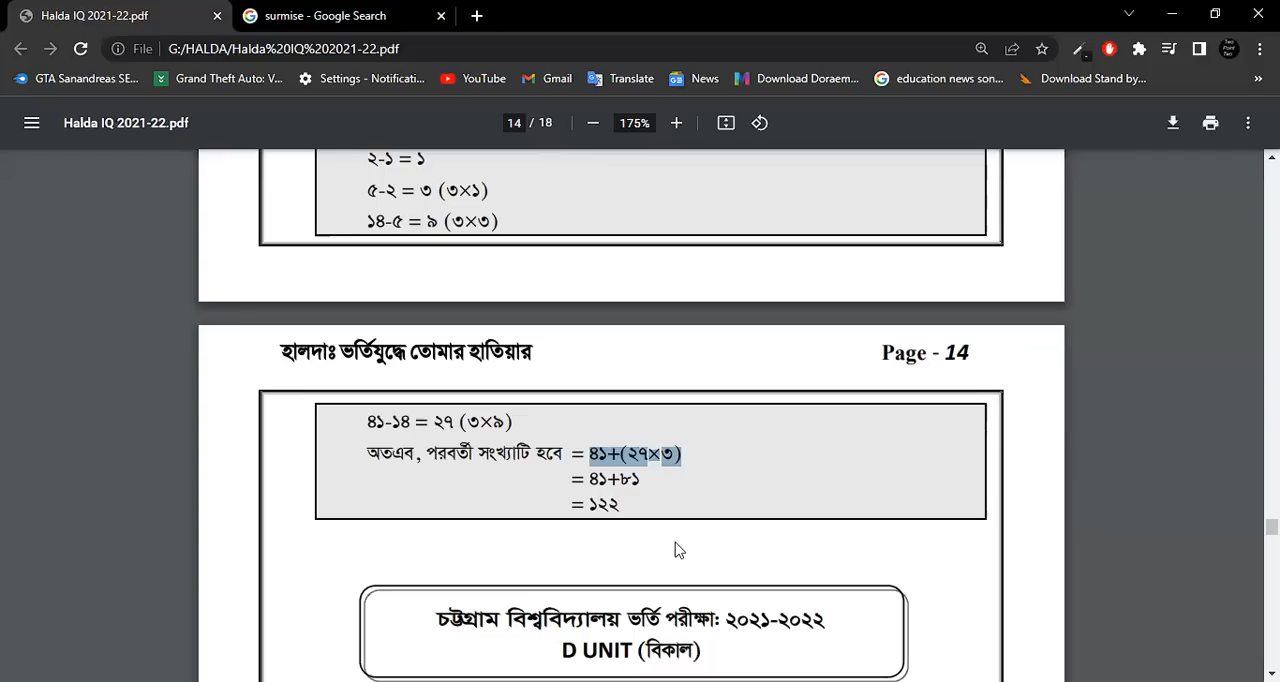 Halda IQ 2021-22.pdf
surmise - Google Search
File
G:/HALDA/Halda%20IQ%202021-22.pdf
GTA Sanandreas SE... Grand Theft Auto: V... Settings - Notificati... YouTube Gmail Translate News Download Doraem... education news son... Download Stand by... »
Halda IQ 2021-22.pdf 14 / 18 175%
২-১ = ১
৫-২ = ৩ (৩×১)
১৪-৫ = ৯ (৩×৩)
হালদাঃ ভর্তিযুদ্ধে তোমার হাতিয়ার Page - 14
৪১-১৪ = ২৭ (৩×৯)
অতএব, পরবর্তী সংখ্যাটি হবে = ৪১+(২৭×৩)
= ৪১+৮১
= ১২২
চট্টগ্রাম বিশ্ববিদ্যালয় ভর্তি পরীক্ষা: ২০২১-২০২২
D UNIT (বিকাল)